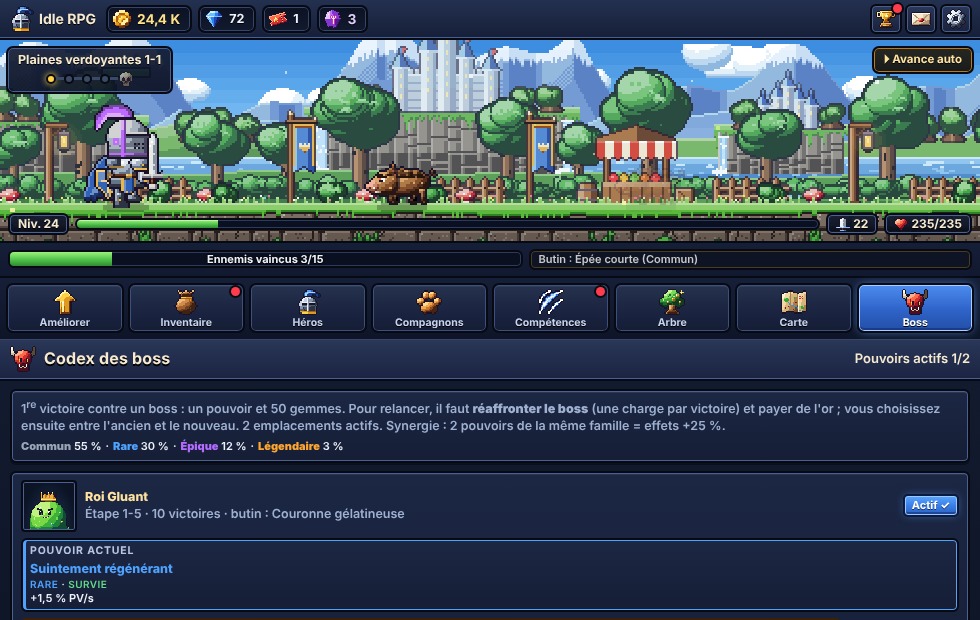 Idle RPG
24,4 K
72
1
3
Plaines verdoyantes 1-1
Avance auto
Niv. 24
22
235/235
Ennemis vaincus 3/15
Butin : Épée courte (Commun)
Améliorer
Inventaire
Héros
Compagnons
Compétences
Arbre
Carte
Boss
Codex des boss
Pouvoirs actifs 1/2
1re victoire contre un boss : un pouvoir et 50 gemmes. Pour relancer, il faut réaffronter le boss (une charge par victoire) et payer de l'or ; vous choisissez
ensuite entre l'ancien et le nouveau. 2 emplacements actifs. Synergie : 2 pouvoirs de la même famille = effets +25 %.
Commun 55 % · Rare 30 % · Épique 12 % · Légendaire 3 %
Roi Gluant
Étape 1-5 · 10 victoires · butin : Couronne gélatineuse
Actif ✓
POUVOIR ACTUEL
Suintement régénérant
RARE · SURVIE
+1,5 % PV/s